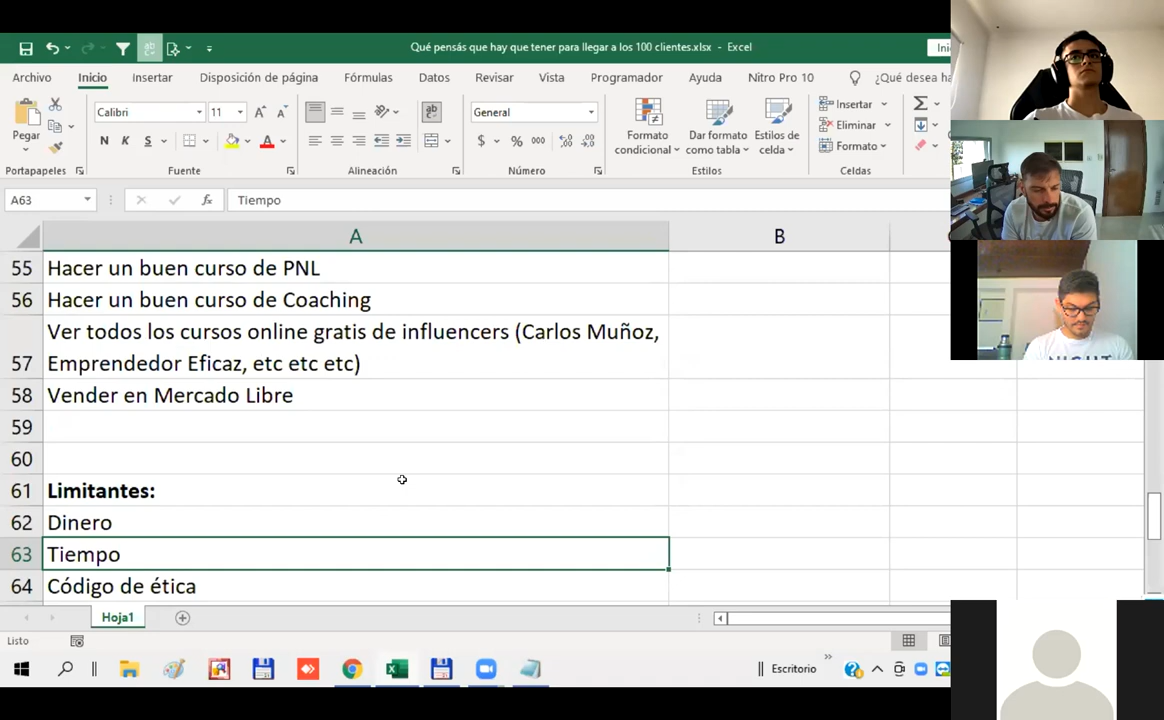 Qué pensás que hay que tener para llegar a los 100 clientes.xlsx - Excel
Archivo Inicio Insertar Disposición de página Fórmulas Datos Revisar Vista Programador Ayuda Nitro Pro 10 ¿Qué desea ha
Pegar
Portapapeles
Calibri 11
N K S
Fuente
Alineación
General
$ % 000
Número
Formato condicional
Dar formato como tabla
Estilos de celda
Estilos
Insertar
Eliminar
Formato
Celdas
A63 fx Tiempo
A B
55 Hacer un buen curso de PNL
56 Hacer un buen curso de Coaching
Ver todos los cursos online gratis de influencers (Carlos Muñoz,
57 Emprendedor Eficaz, etc etc etc)
58 Vender en Mercado Libre
59
60
61 Limitantes:
62 Dinero
63 Tiempo
64 Código de ética
Hoja1
Listo
Escritorio
NIGHT